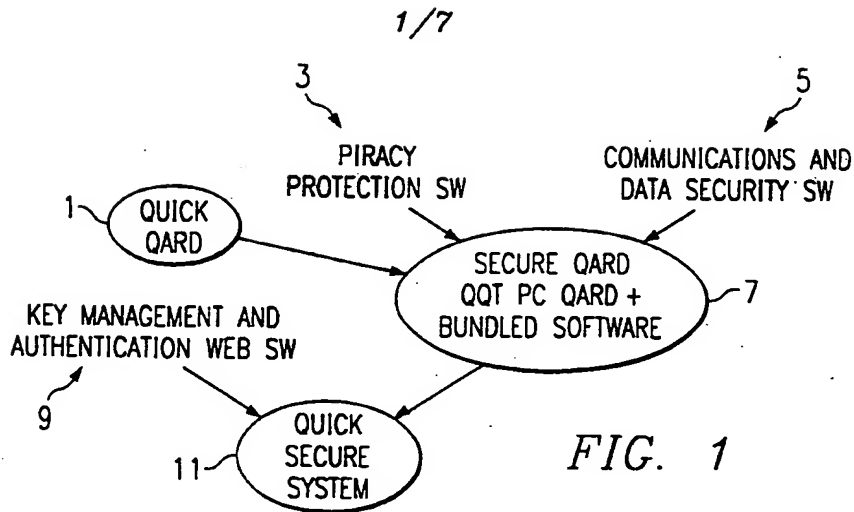 1/7
3
5
PIRACY
PROTECTION SW
COMMUNICATIONS AND
DATA SECURITY SW
1
QUICK
QARD
SECURE QARD
QQT PC QARD +
BUNDLED SOFTWARE
7
KEY MANAGEMENT AND
AUTHENTICATION WEB SW
9
QUICK
SECURE
SYSTEM
11
FIG. 1